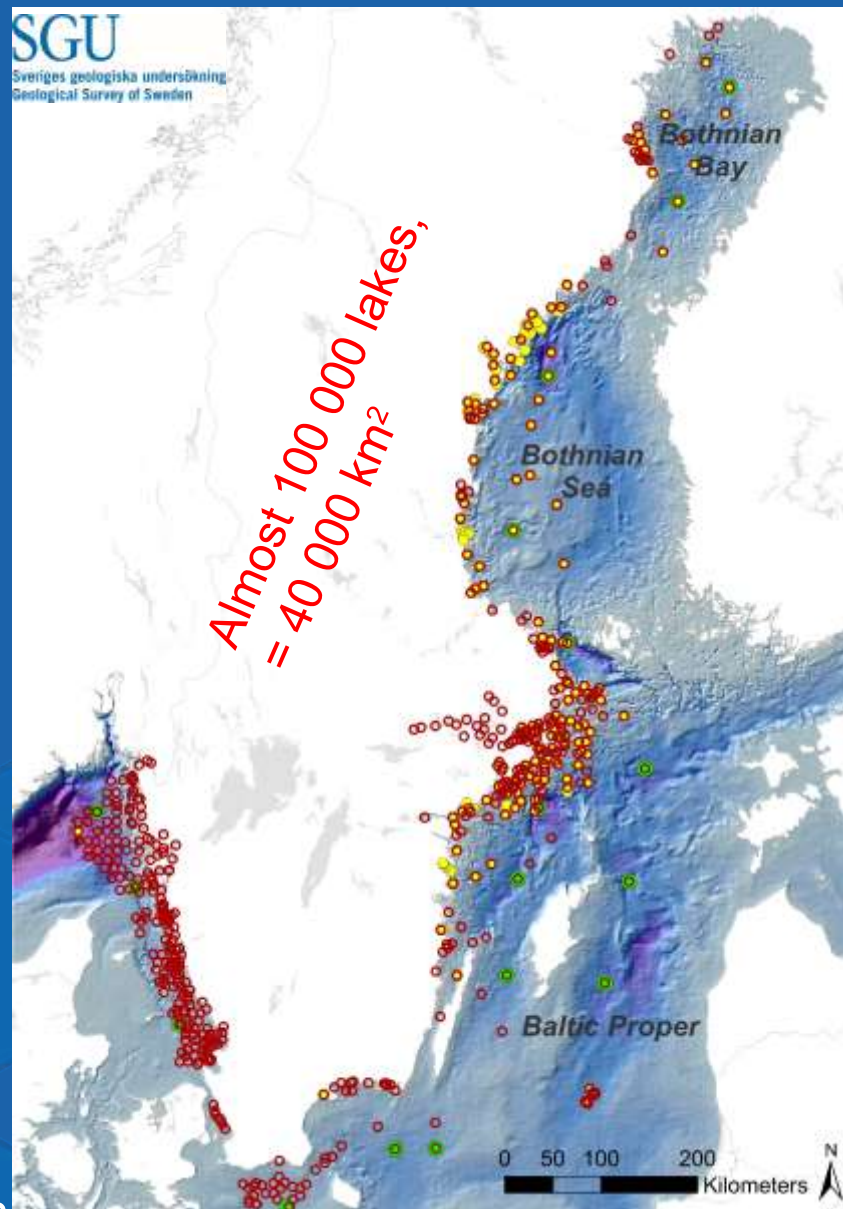 SGU
Sveriges geologiska undersökning
Geological Survey of Sweden
Bothnian
Bay
Almost 100 000 lakes,
= 40 000 km²
Bothnian
Sea
Baltic Proper
N
0 50 100 200
Kilometers